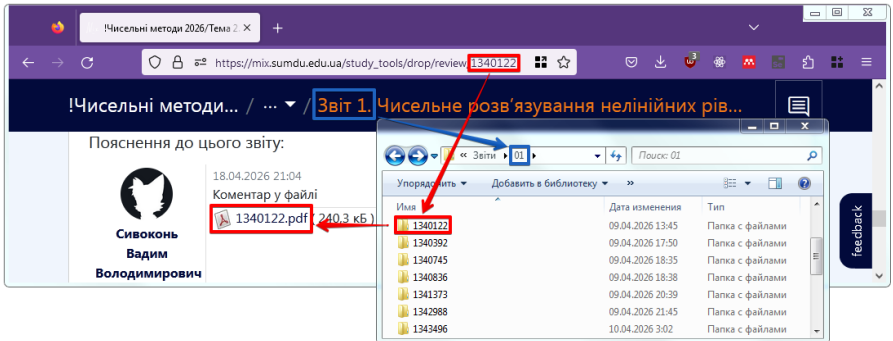 !Чисельні методи 2026/Тема 2.
https://mix.sumdu.edu.ua/study_tools/drop/review/1340122
3
!Чисельні методи... / ··· / Звіт 1. Чисельне розв'язування нелінійних рів...
Пояснення до цього звіту:
18.04.2026 21:04
Коментар у файлі
1340122.pdf ( 240,3 кБ )
Сивоконь
Вадим
Володимирович
feedback
« Звіти 01
Поиск: 01
Упорядочить Добавить в библиотеку »
Имя Дата изменения Тип
1340122 09.04.2026 13:45 Папка с файлами
1340392 09.04.2026 17:50 Папка с файлами
1340745 09.04.2026 18:35 Папка с файлами
1340836 09.04.2026 18:38 Папка с файлами
1341373 09.04.2026 20:39 Папка с файлами
1342988 09.04.2026 21:45 Папка с файлами
1343496 10.04.2026 3:02 Папка с файлами